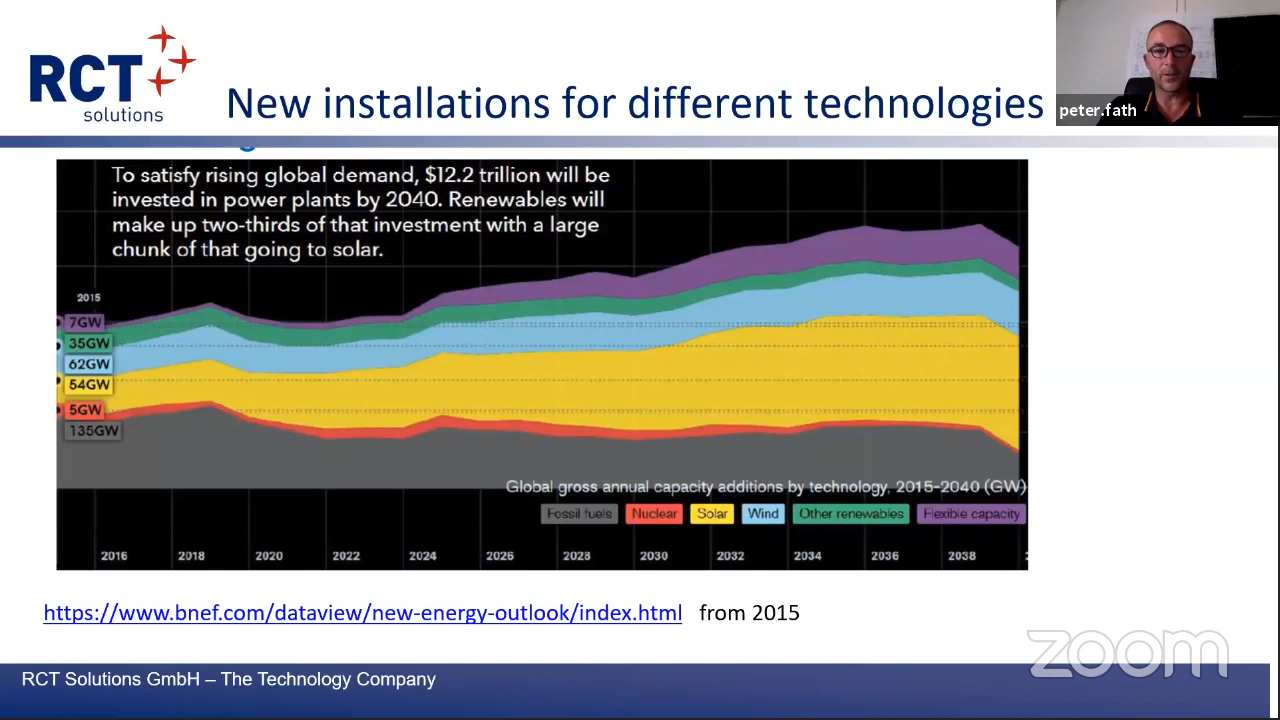 RCT
solutions
New installations for different technologies
peter.fath
To satisfy rising global demand, $12.2 trillion will be
invested in power plants by 2040. Renewables will
make up two-thirds of that investment with a large
chunk of that going to solar.
2015
7GW
35GW
62GW
54GW
5GW
135GW
Global gross annual capacity additions by technology, 2015-2040 (GW)
Fossil fuels Nuclear Solar Wind Other renewables Flexible capacity
2016 2018 2020 2022 2024 2026 2028 2030 2032 2034 2036 2038
https://www.bnef.com/dataview/new-energy-outlook/index.html from 2015
zoom
RCT Solutions GmbH – The Technology Company